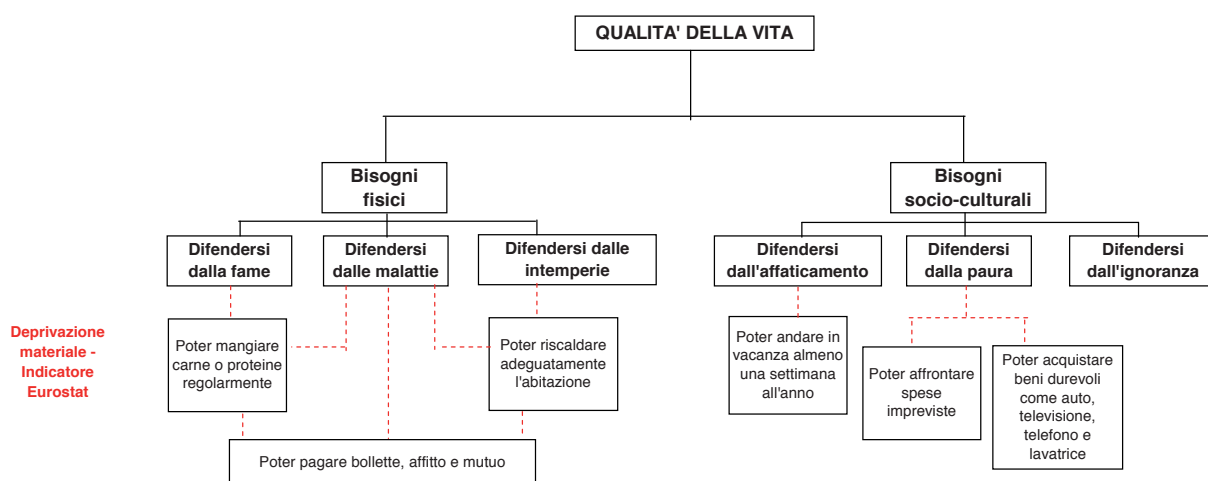 QUALITA' DELLA VITA
Bisogni
fisici
Bisogni
socio-culturali
Difendersi
dalla fame
Difendersi
dalle malattie
Difendersi dalle
intemperie
Difendersi
dall'affaticamento
Difendersi
dalla paura
Difendersi
dall'ignoranza
Deprivazione
materiale -
Indicatore
Eurostat
Poter mangiare
carne o proteine
regolarmente
Poter riscaldare
adeguatamente
l'abitazione
Poter andare in
vacanza almeno
una settimana
all'anno
Poter affrontare
spese
impreviste
Poter acquistare
beni durevoli
come auto,
televisione,
telefono e
lavatrice
Poter pagare bollette, affitto e mutuo